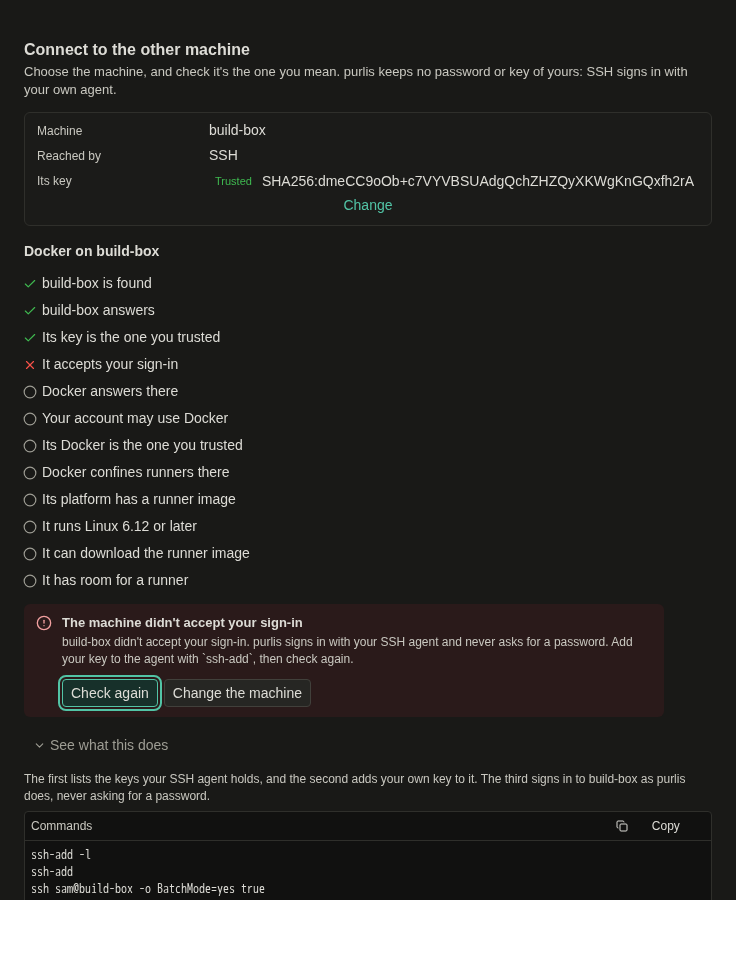 Connect to the other machine
Choose the machine, and check it's the one you mean. purlis keeps no password or key of yours: SSH signs in with
your own agent.
Machine build-box
Reached by SSH
Its key Trusted SHA256:dmeCC9oOb+c7VYVBSUAdgQchZHZQyXKWgKnGQxfh2rA
Change
Docker on build-box
build-box is found
build-box answers
Its key is the one you trusted
It accepts your sign-in
Docker answers there
Your account may use Docker
Its Docker is the one you trusted
Docker confines runners there
Its platform has a runner image
It runs Linux 6.12 or later
It can download the runner image
It has room for a runner
The machine didn't accept your sign-in
build-box didn't accept your sign-in. purlis signs in with your SSH agent and never asks for a password. Add
your key to the agent with `ssh-add`, then check again.
Check again Change the machine
See what this does
The first lists the keys your SSH agent holds, and the second adds your own key to it. The third signs in to build-box as purlis
does, never asking for a password.
Commands Copy
ssh-add -l
ssh-add
ssh sam@build-box -o BatchMode=yes true